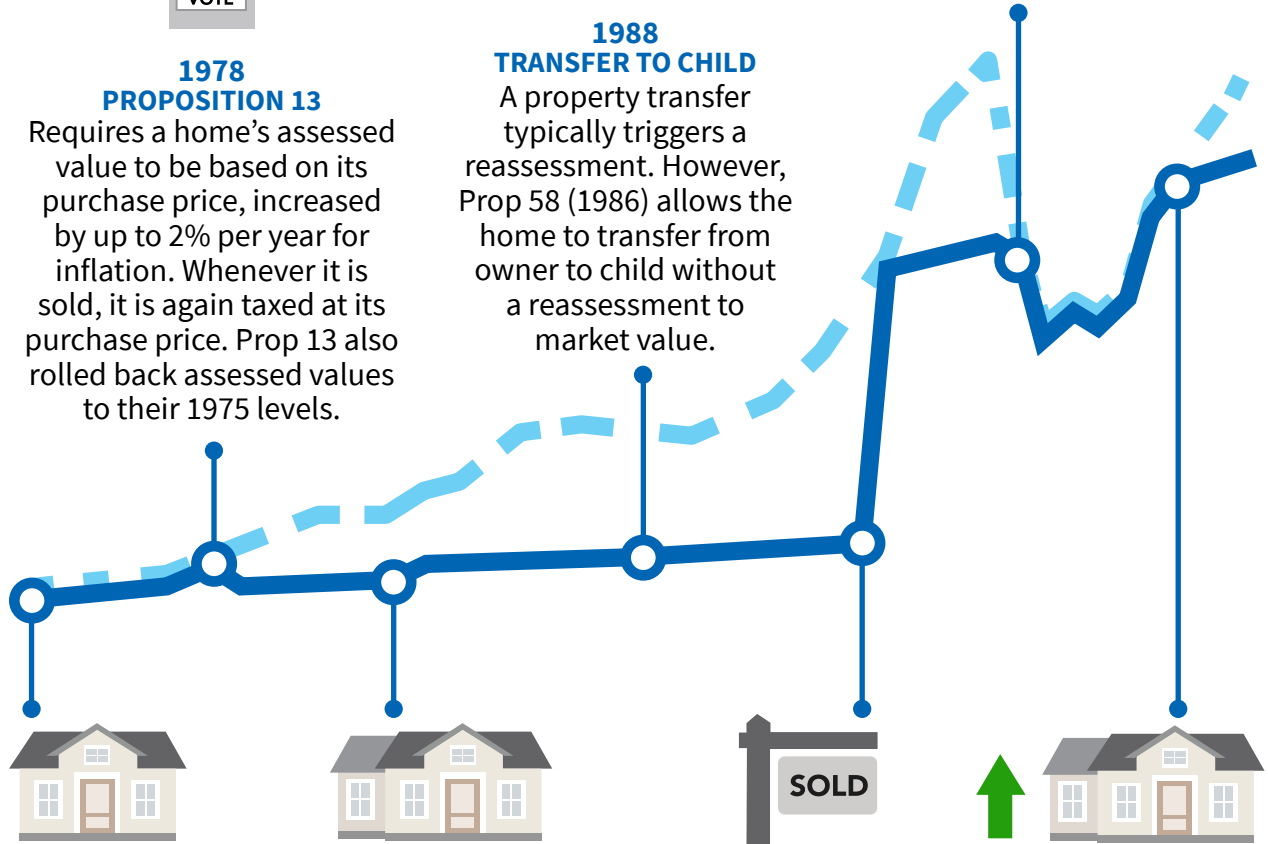 VOTE
1978
PROPOSITION 13
Requires a home’s assessed
value to be based on its
purchase price, increased
by up to 2% per year for
inflation. Whenever it is
sold, it is again taxed at its
purchase price. Prop 13 also
rolled back assessed values
to their 1975 levels.
1988
TRANSFER TO CHILD
A property transfer
typically triggers a
reassessment. However,
Prop 58 (1986) allows the
home to transfer from
owner to child without
a reassessment to
market value.
SOLD